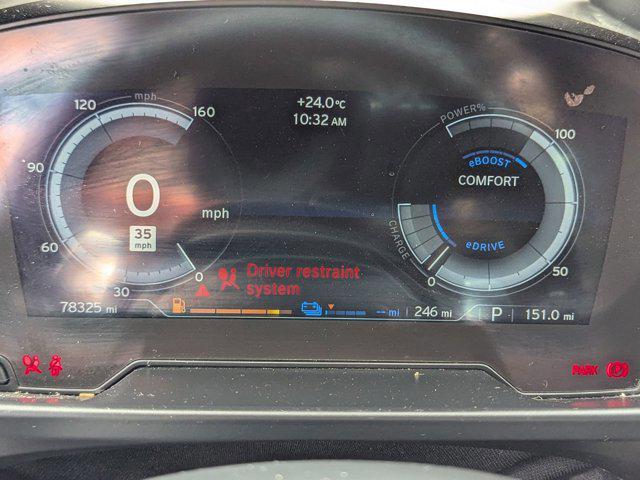 mph
120
160
90
60
30
0
0
mph
35
mph
+24.0°C
10:32 AM
POWER%
100
50
0
eBOOST
COMFORT
eDRIVE
CHARGE
Driver restraint
system
78325 mi
-- mi
246 mi
P
151.0 mi
PARK